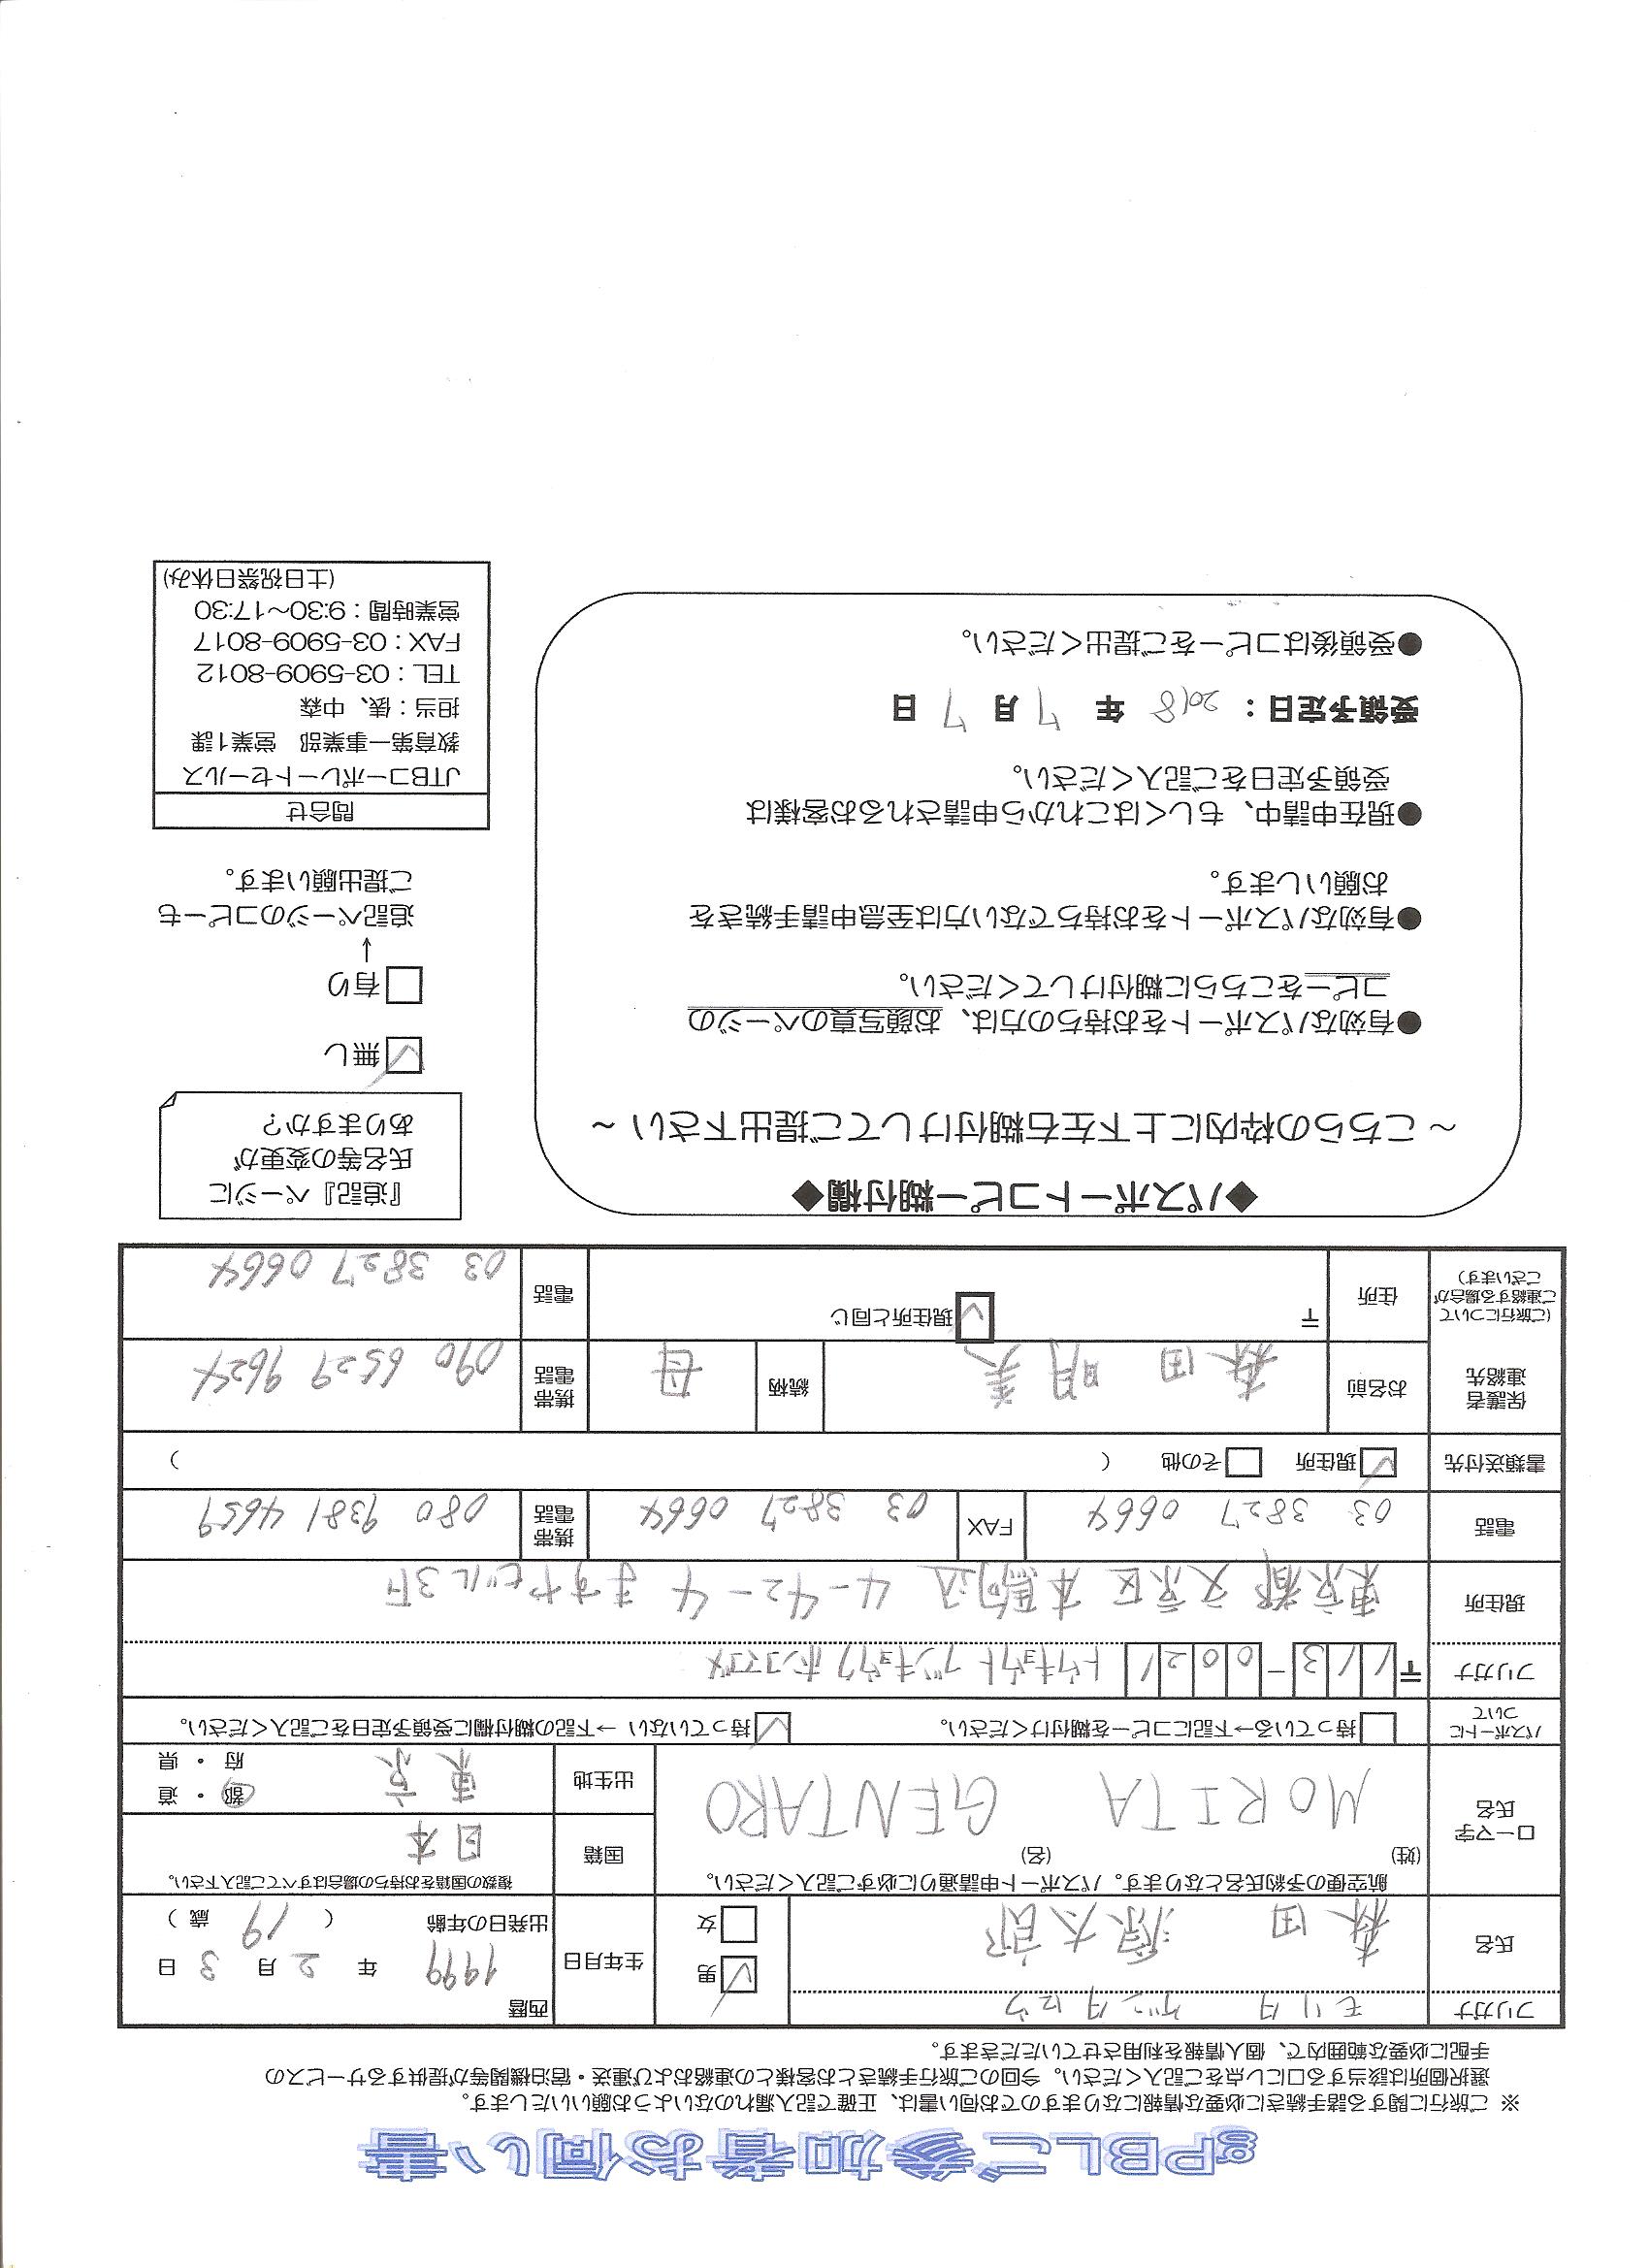 gPBLご参加者お伺い書
※ ご旅行に関する諸手続きに必要な情報になりますのでお伺い書は、正確で記入漏れのないようお願いいたします。
選択個所は該当する口にレ点をご記入ください。今回のご旅行手続きとお客様との連絡および運送・宿泊機関等が提供するサービスの
手配に必要な範囲内で、個人情報を利用させていただきます。
フリガナ モリタ ゲンタロウ
氏名 森田 源太郎
☑男
☐女
生年月日 西暦 1999 年 2 月 3 日
出発日の年齢 ( 19 歳 )
ローマ字
氏名
航空便の予約氏名となります。パスポート申請通りに必ずご記入ください。
(姓) (名)
MORITA GENTARO
国籍
複数の国籍をお持ちの場合はすべてご記入下さい。
日本
出生地 東京 都・道
府・県
パスポートに
ついて
☐持っている→下記にコピーを糊付けください。 ☑持っていない →下記の糊付欄に受領予定日をご記入ください。
フリガナ 〒113-0021 トウキョウト ブンキョウク ホンコマゴメ
現住所 東京都 文京区 本駒込 4-42-4 ますやビル3F
電話 03 3827 0664 FAX 03 3827 0664 携帯
電話 080 9381 4659
書類送付先 ☑現住所 ☐その他 ( )
保護者
連絡先
(ご旅行について
ご連絡する場合が
ございます)
お名前 森田 明美 続柄 母 携帯
電話 090 6529 9624
住所 〒 ☑現住所と同じ 電話 03 3827 0664
◆パスポートコピー糊付欄◆
～ こちらの枠内に上下左右糊付けしてご提出下さい ～
●有効なパスポートをお持ちの方は、お顔写真のページの
コピーをこちらに糊付けしてください。
●有効なパスポートをお持ちでない方は至急申請手続きを
お願いします。
●現在申請中、もしくはこれから申請されるお客様は
受領予定日をご記入ください。
受領予定日： 2018 年 7 月 7 日
●受領後はコピーをご提出ください。
『追記』ページに
氏名等の変更が
ありますか？
☑無し
☐有り
↓
追記ページのコピーも
ご提出願います。
問合せ
JTBコーポレートセールス
教育第一事業部 営業1課
担当：俵、中森
TEL：03-5909-8012
FAX：03-5909-8017
営業時間：9:30～17:30
(土日祝祭日休み)